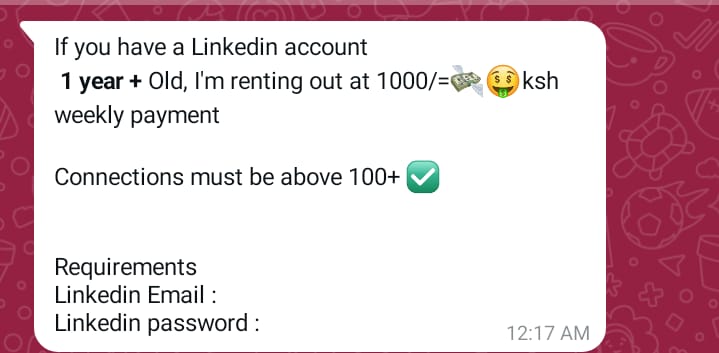 If you have a Linkedin account
1 year + Old, I'm renting out at 1000/=💸🤑ksh
weekly payment
Connections must be above 100+ ✅
Requirements
Linkedin Email :
Linkedin password :
12:17 AM